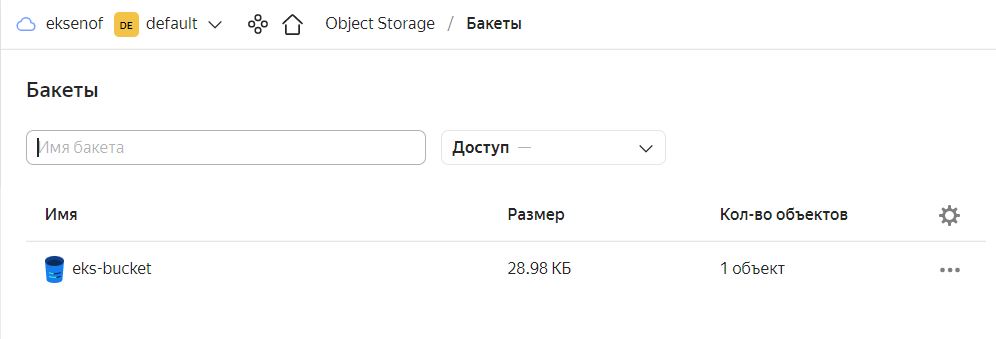 eksenof DE default Object Storage / Бакеты
Бакеты
Имя бакета Доступ —
Имя Размер Кол-во объектов
eks-bucket 28.98 КБ 1 объект